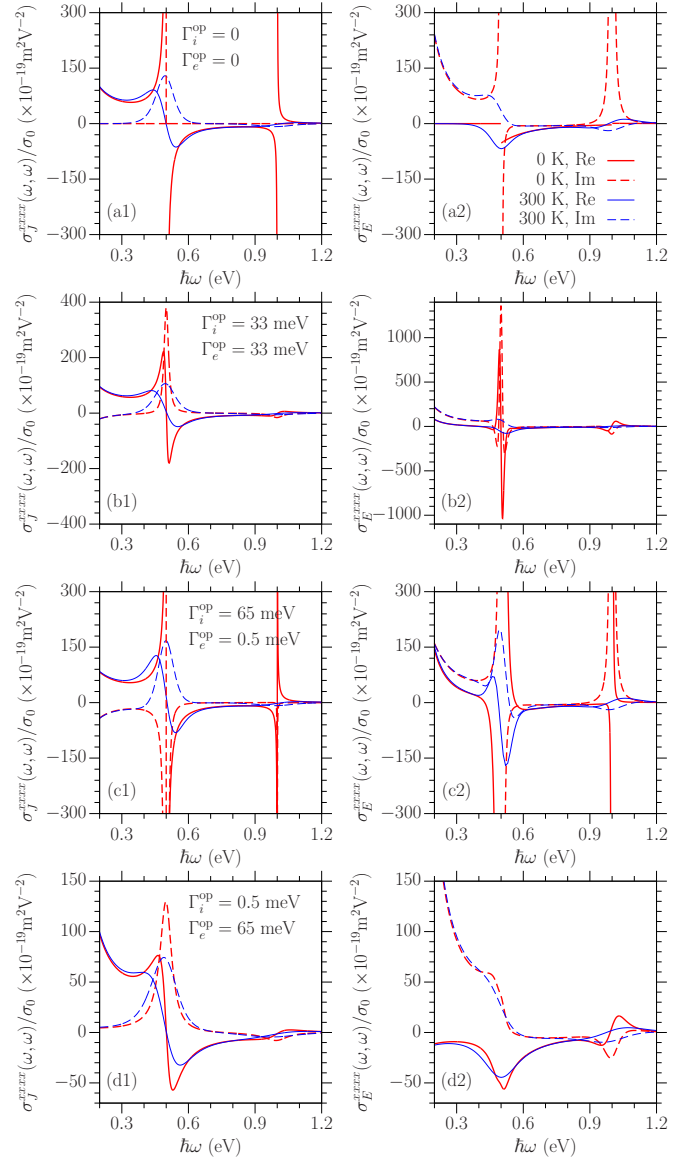 300
150
0
−150
−300
σ_J^{xxxx}(ω, ω)/σ_0 (×10^{−19}m^2V^{−2})
Γ_i^{op} = 0
Γ_e^{op} = 0
(a1)
0.3 0.6 0.9 1.2
ℏω (eV)
300
150
0
−150
−300
σ_E^{xxxx}(ω, ω)/σ_0 (×10^{−19}m^2V^{−2})
0 K, Re
0 K, Im
300 K, Re
300 K, Im
(a2)
0.3 0.6 0.9 1.2
ℏω (eV)
400
200
0
−200
−400
σ_J^{xxxx}(ω, ω)/σ_0 (×10^{−19}m^2V^{−2})
Γ_i^{op} = 33 meV
Γ_e^{op} = 33 meV
(b1)
0.3 0.6 0.9 1.2
ℏω (eV)
1000
500
0
−500
−1000
σ_E^{xxxx}(ω, ω)/σ_0 (×10^{−19}m^2V^{−2})
(b2)
0.3 0.6 0.9 1.2
ℏω (eV)
300
150
0
−150
−300
σ_J^{xxxx}(ω, ω)/σ_0 (×10^{−19}m^2V^{−2})
Γ_i^{op} = 65 meV
Γ_e^{op} = 0.5 meV
(c1)
0.3 0.6 0.9 1.2
ℏω (eV)
300
150
0
−150
−300
σ_E^{xxxx}(ω, ω)/σ_0 (×10^{−19}m^2V^{−2})
(c2)
0.3 0.6 0.9 1.2
ℏω (eV)
150
100
50
0
−50
σ_J^{xxxx}(ω, ω)/σ_0 (×10^{−19}m^2V^{−2})
Γ_i^{op} = 0.5 meV
Γ_e^{op} = 65 meV
(d1)
0.3 0.6 0.9 1.2
ℏω (eV)
150
100
50
0
−50
σ_E^{xxxx}(ω, ω)/σ_0 (×10^{−19}m^2V^{−2})
(d2)
0.3 0.6 0.9 1.2
ℏω (eV)